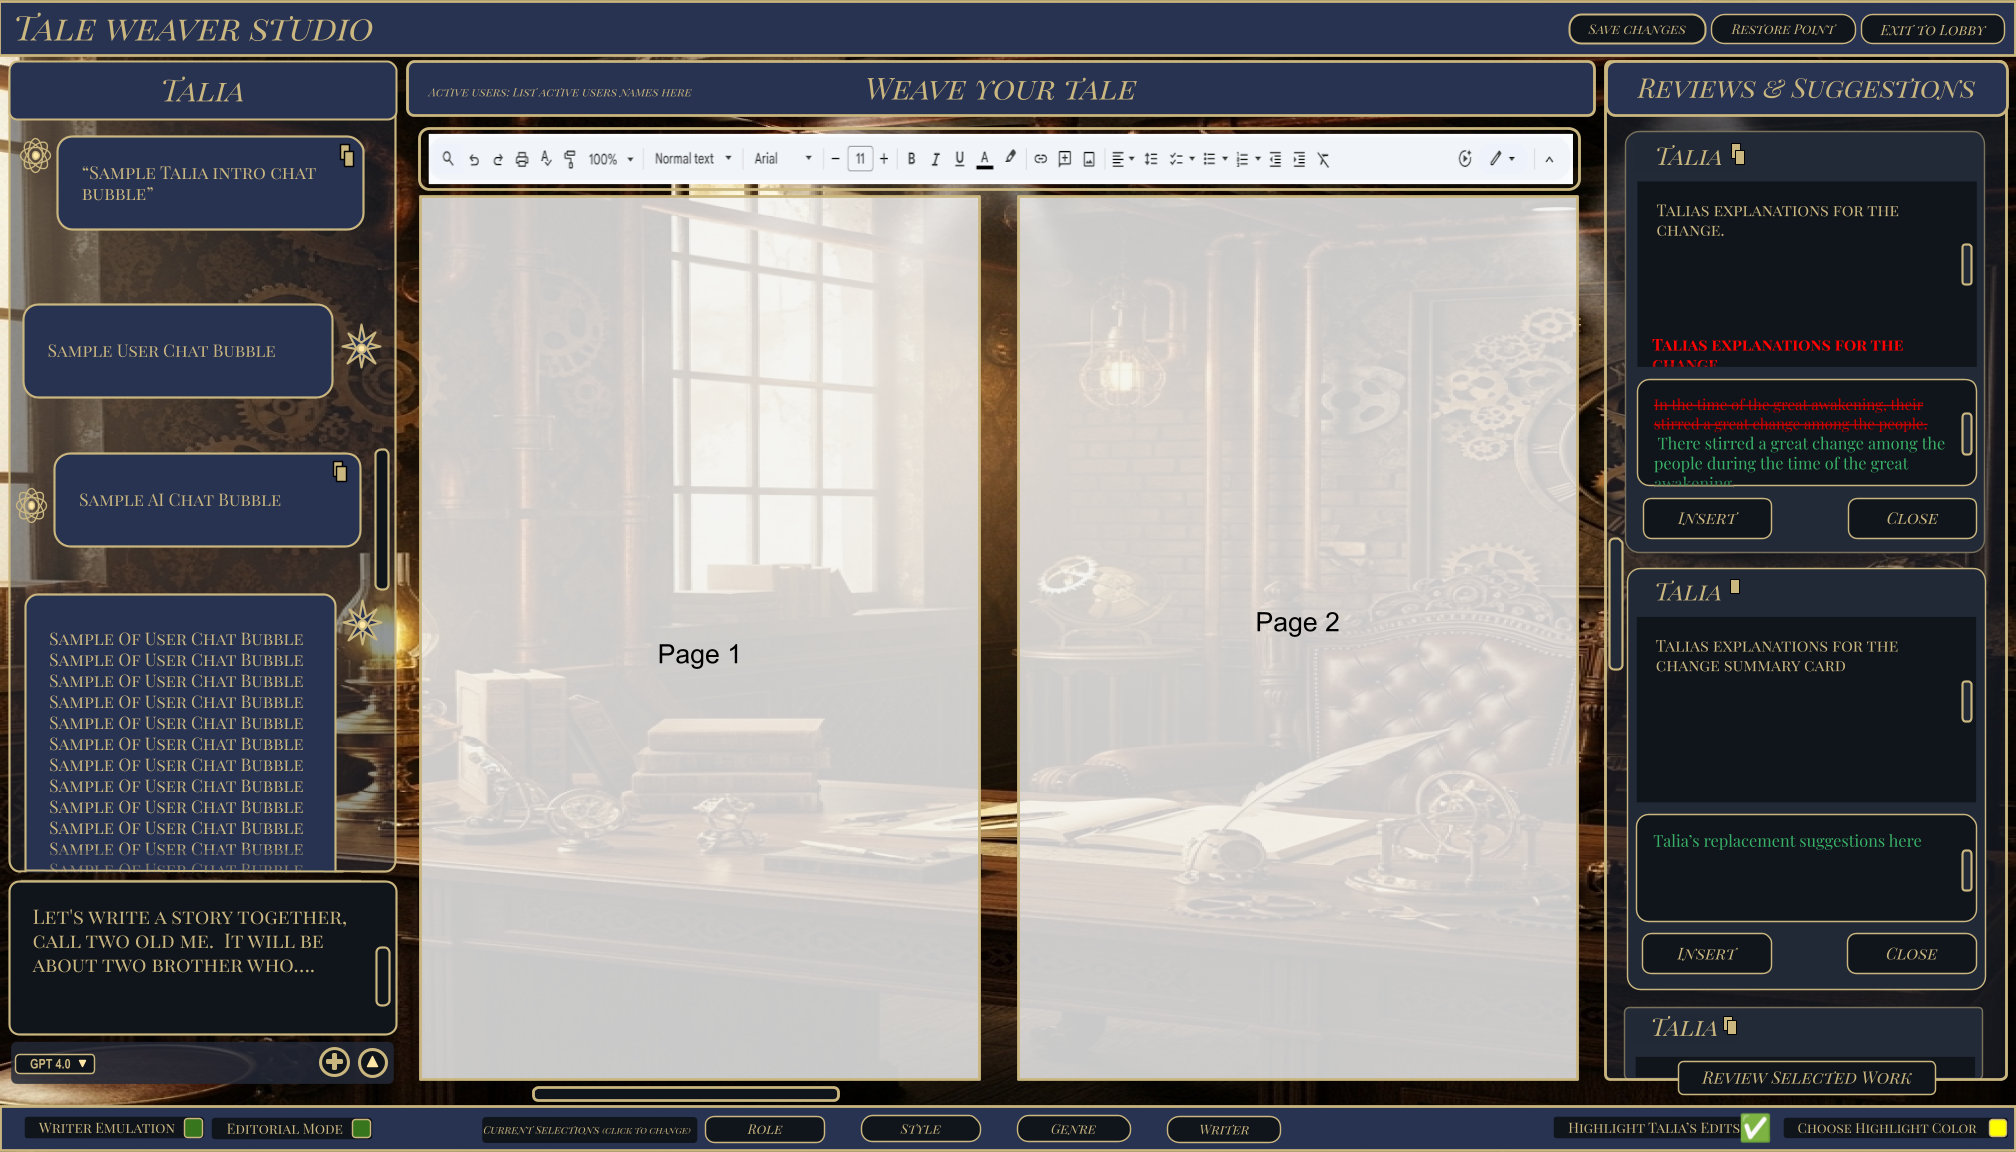 Tale weaver studio
Save changes
Restore Point
Exit to Lobby
Talia
Active users: List active users names here
Weave your tale
Reviews & Suggestions
“Sample Talia intro chat
bubble”
Sample User Chat Bubble
Sample AI Chat Bubble
Sample Of User Chat Bubble
Sample Of User Chat Bubble
Sample Of User Chat Bubble
Sample Of User Chat Bubble
Sample Of User Chat Bubble
Sample Of User Chat Bubble
Sample Of User Chat Bubble
Sample Of User Chat Bubble
Sample Of User Chat Bubble
Sample Of User Chat Bubble
Sample Of User Chat Bubble
Sample Of User Chat Bubble
Let's write a story together,
call two old me. It will be
about two brother who....
GPT 4.0
100%
Normal text
Arial
11
B I U A
Page 1
Page 2
Talia
Talias explanations for the
change.
Talias explanations for the
change
In the time of the great awakening, their
stirred a great change among the people.
There stirred a great change among the
people during the time of the great
awakening.
Insert
Close
Talia
Talias explanations for the
change summary card
Talia’s replacement suggestions here
Insert
Close
Talia
Review Selected Work
Writer Emulation
Editorial Mode
Current Selections (click to change)
Role
Style
Genre
Writer
Highlight Talia’s Edits
Choose Highlight Color